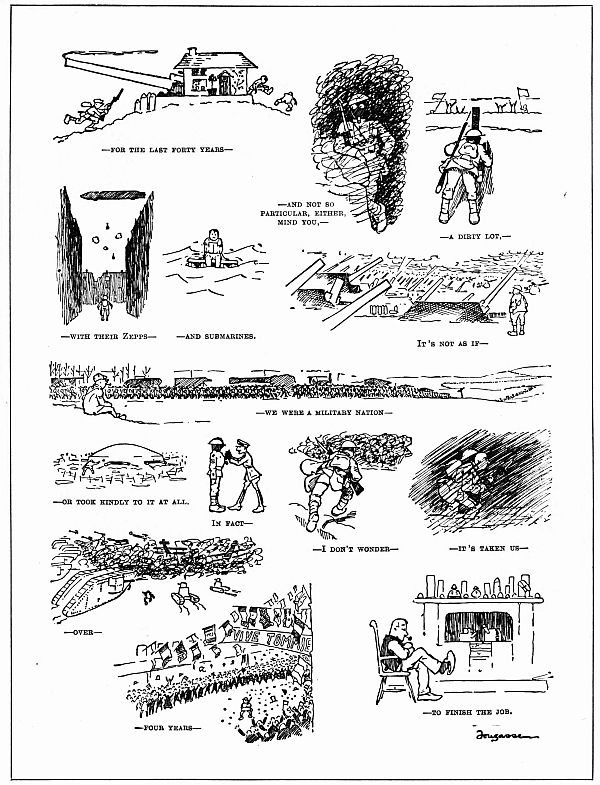 —FOR THE LAST FORTY YEARS—
—AND NOT SO
PARTICULAR, EITHER,
MIND YOU,—
—A DIRTY LOT,—
—WITH THEIR ZEPPS—
—AND SUBMARINES.
IT'S NOT AS IF—
—WE WERE A MILITARY NATION—
—OR TOOK KINDLY TO IT AT ALL.
IN FACT—
—I DON'T WONDER—
—IT'S TAKEN US—
—OVER—
VIVE TOMMIE
—FOUR YEARS—
—TO FINISH THE JOB.
Fougasse